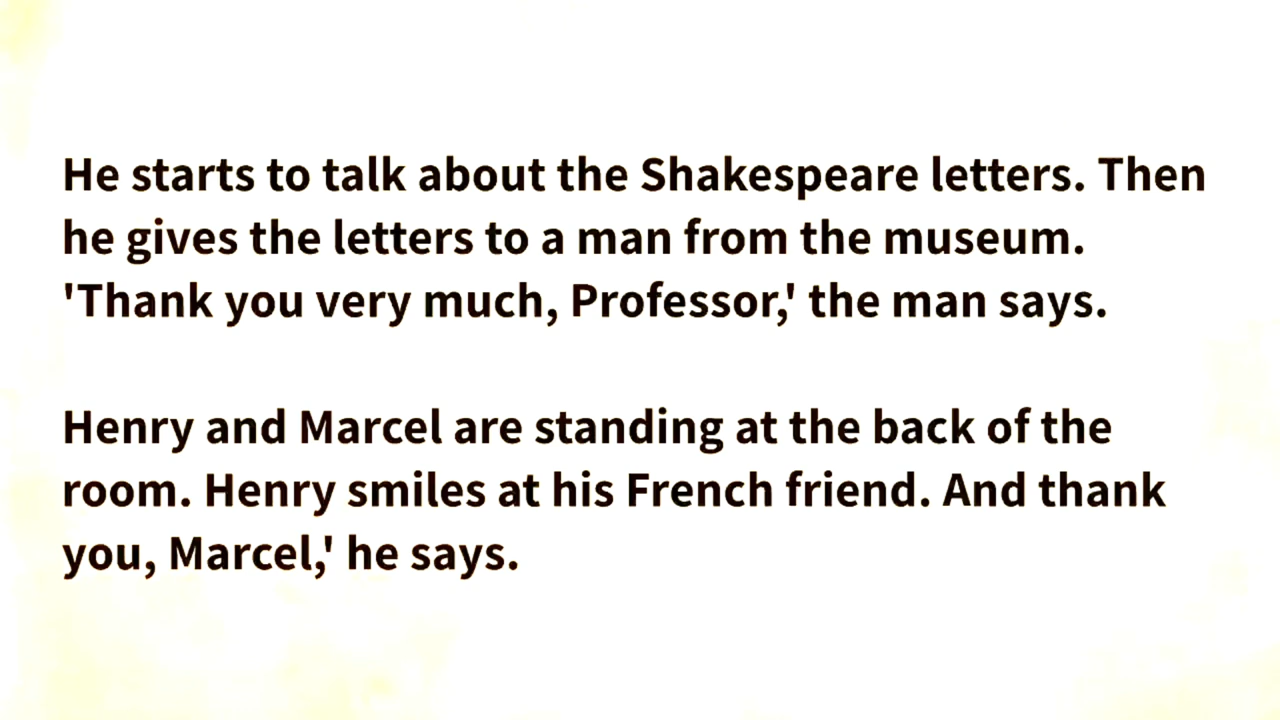 He starts to talk about the Shakespeare letters. Then
he gives the letters to a man from the museum.
'Thank you very much, Professor,' the man says.
Henry and Marcel are standing at the back of the
room. Henry smiles at his French friend. And thank
you, Marcel,' he says.